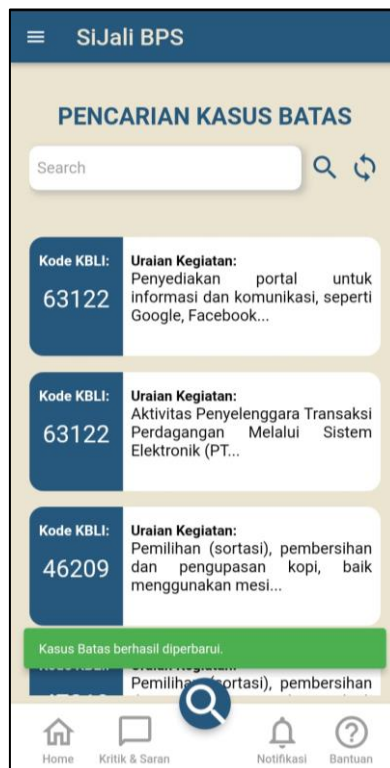 SiJali BPS
PENCARIAN KASUS BATAS
Search
Kode KBLI:
63122
Uraian Kegiatan:
Penyediakan portal untuk
informasi dan komunikasi, seperti
Google, Facebook...
Kode KBLI:
63122
Uraian Kegiatan:
Aktivitas Penyelenggara Transaksi
Perdagangan Melalui Sistem
Elektronik (PT...
Kode KBLI:
46209
Uraian Kegiatan:
Pemilihan (sortasi), pembersihan
dan pengupasan kopi, baik
menggunakan mesi...
Kasus Batas berhasil diperbarui.
Pemilihan (sortasi), pembersihan
Home
Kritik & Saran
Notifikasi
Bantuan